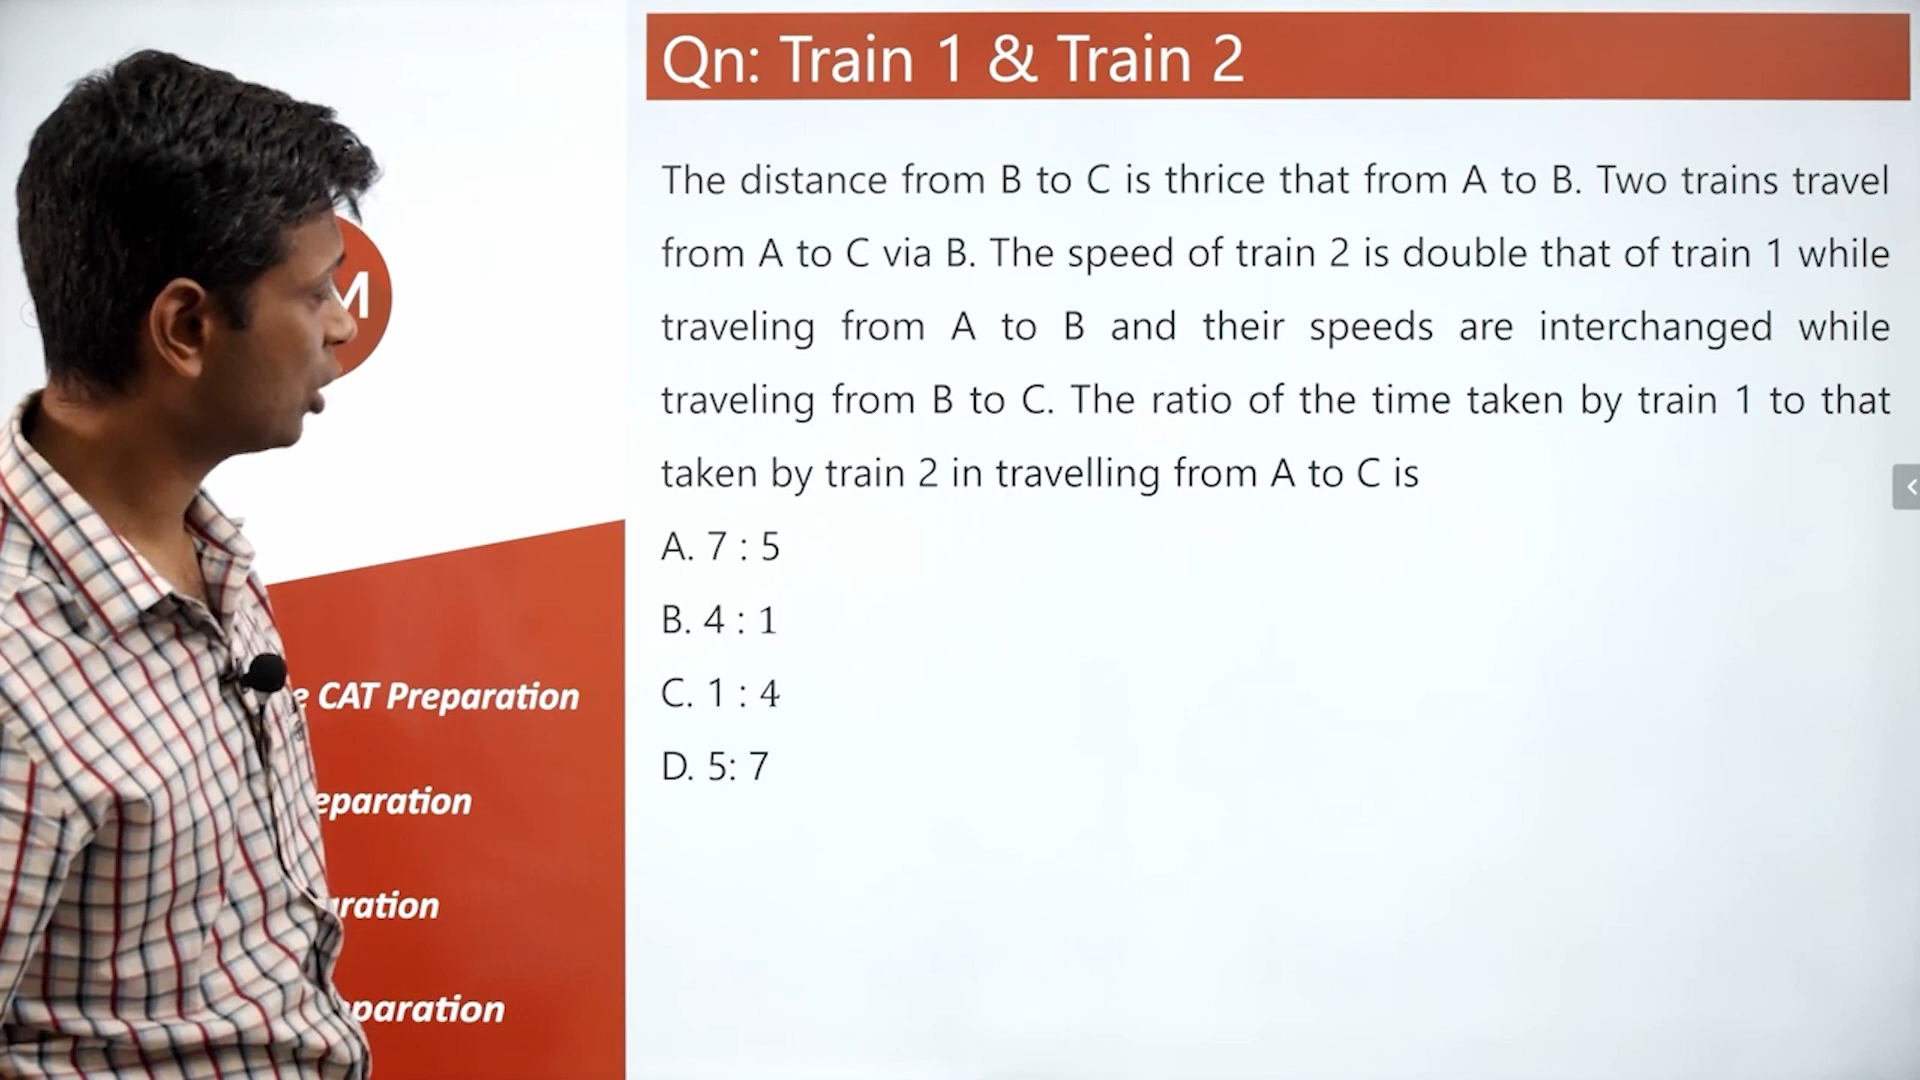 Qn: Train 1 & Train 2
The distance from B to C is thrice that from A to B. Two trains travel
from A to C via B. The speed of train 2 is double that of train 1 while
traveling from A to B and their speeds are interchanged while
traveling from B to C. The ratio of the time taken by train 1 to that
taken by train 2 in travelling from A to C is
A. 7 : 5
B. 4 : 1
C. 1 : 4
D. 5: 7
M
e CAT Preparation
eparation
ration
paration